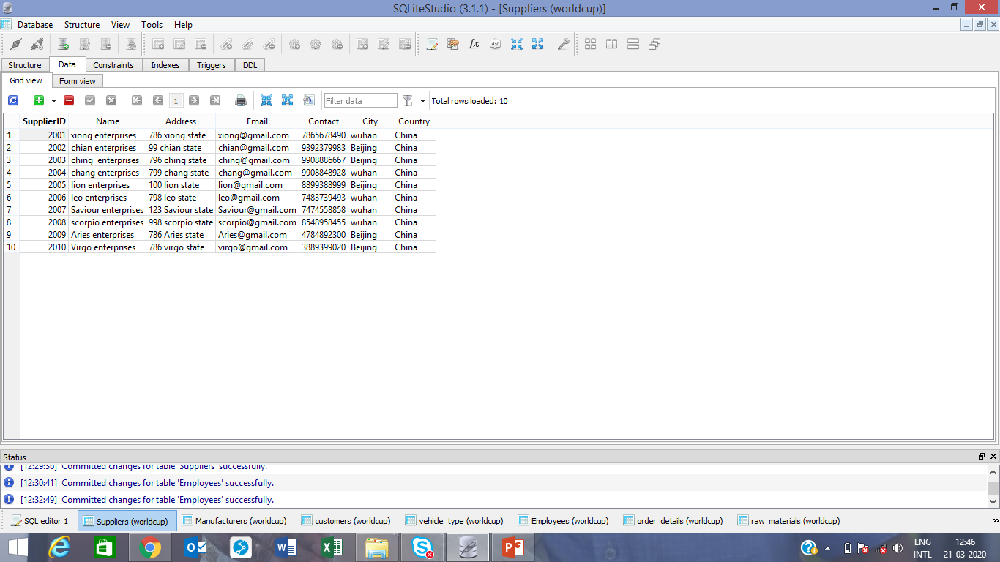 SQLiteStudio (3.1.1) - [Suppliers (worldcup)]
Database Structure View Tools Help
Structure Data Constraints Indexes Triggers DDL
Grid view Form view
1 Filter data Total rows loaded: 10
SupplierID Name Address Email Contact City Country
1 2001 xiong enterprises 786 xiong state xiong@gmail.com 7865678490 wuhan China
2 2002 chian enterprises 99 chian state chian@gmail.com 9392379983 Beijing China
3 2003 ching  enterprises 796 ching state ching@gmail.com 9908886667 Beijing China
4 2004 chang enterprises 799 chang state chang@gmail.com 9908848928 wuhan China
5 2005 lion enterprises 100 lion state lion@gmail.com 8899388999 Beijing China
6 2006 leo enterprises 798 leo state leo@gmail.com 7483739493 wuhan China
7 2007 Saviour enterprises 123 Saviour state Saviour@gmail.com 7474558858 wuhan China
8 2008 scorpio enterprises 998 scorpio state scorpio@gmail.com 8548958455 wuhan China
9 2009 Aries enterprises 786 Aries state Aries@gmail.com 4784892300 Beijing China
10 2010 Virgo enterprises 786 virgo state virgo@gmail.com 3889399020 Beijing China
Status
[12:29:36] Committed changes for table 'Suppliers' successfully.
[12:30:41] Committed changes for table 'Employees' successfully.
[12:32:49] Committed changes for table 'Employees' successfully.
SQL editor 1 Suppliers (worldcup) Manufacturers (worldcup) customers (worldcup) vehicle_type (worldcup) Employees (worldcup) order_details (worldcup) raw_materials (worldcup)
ENG 12:46
INTL 21-03-2020